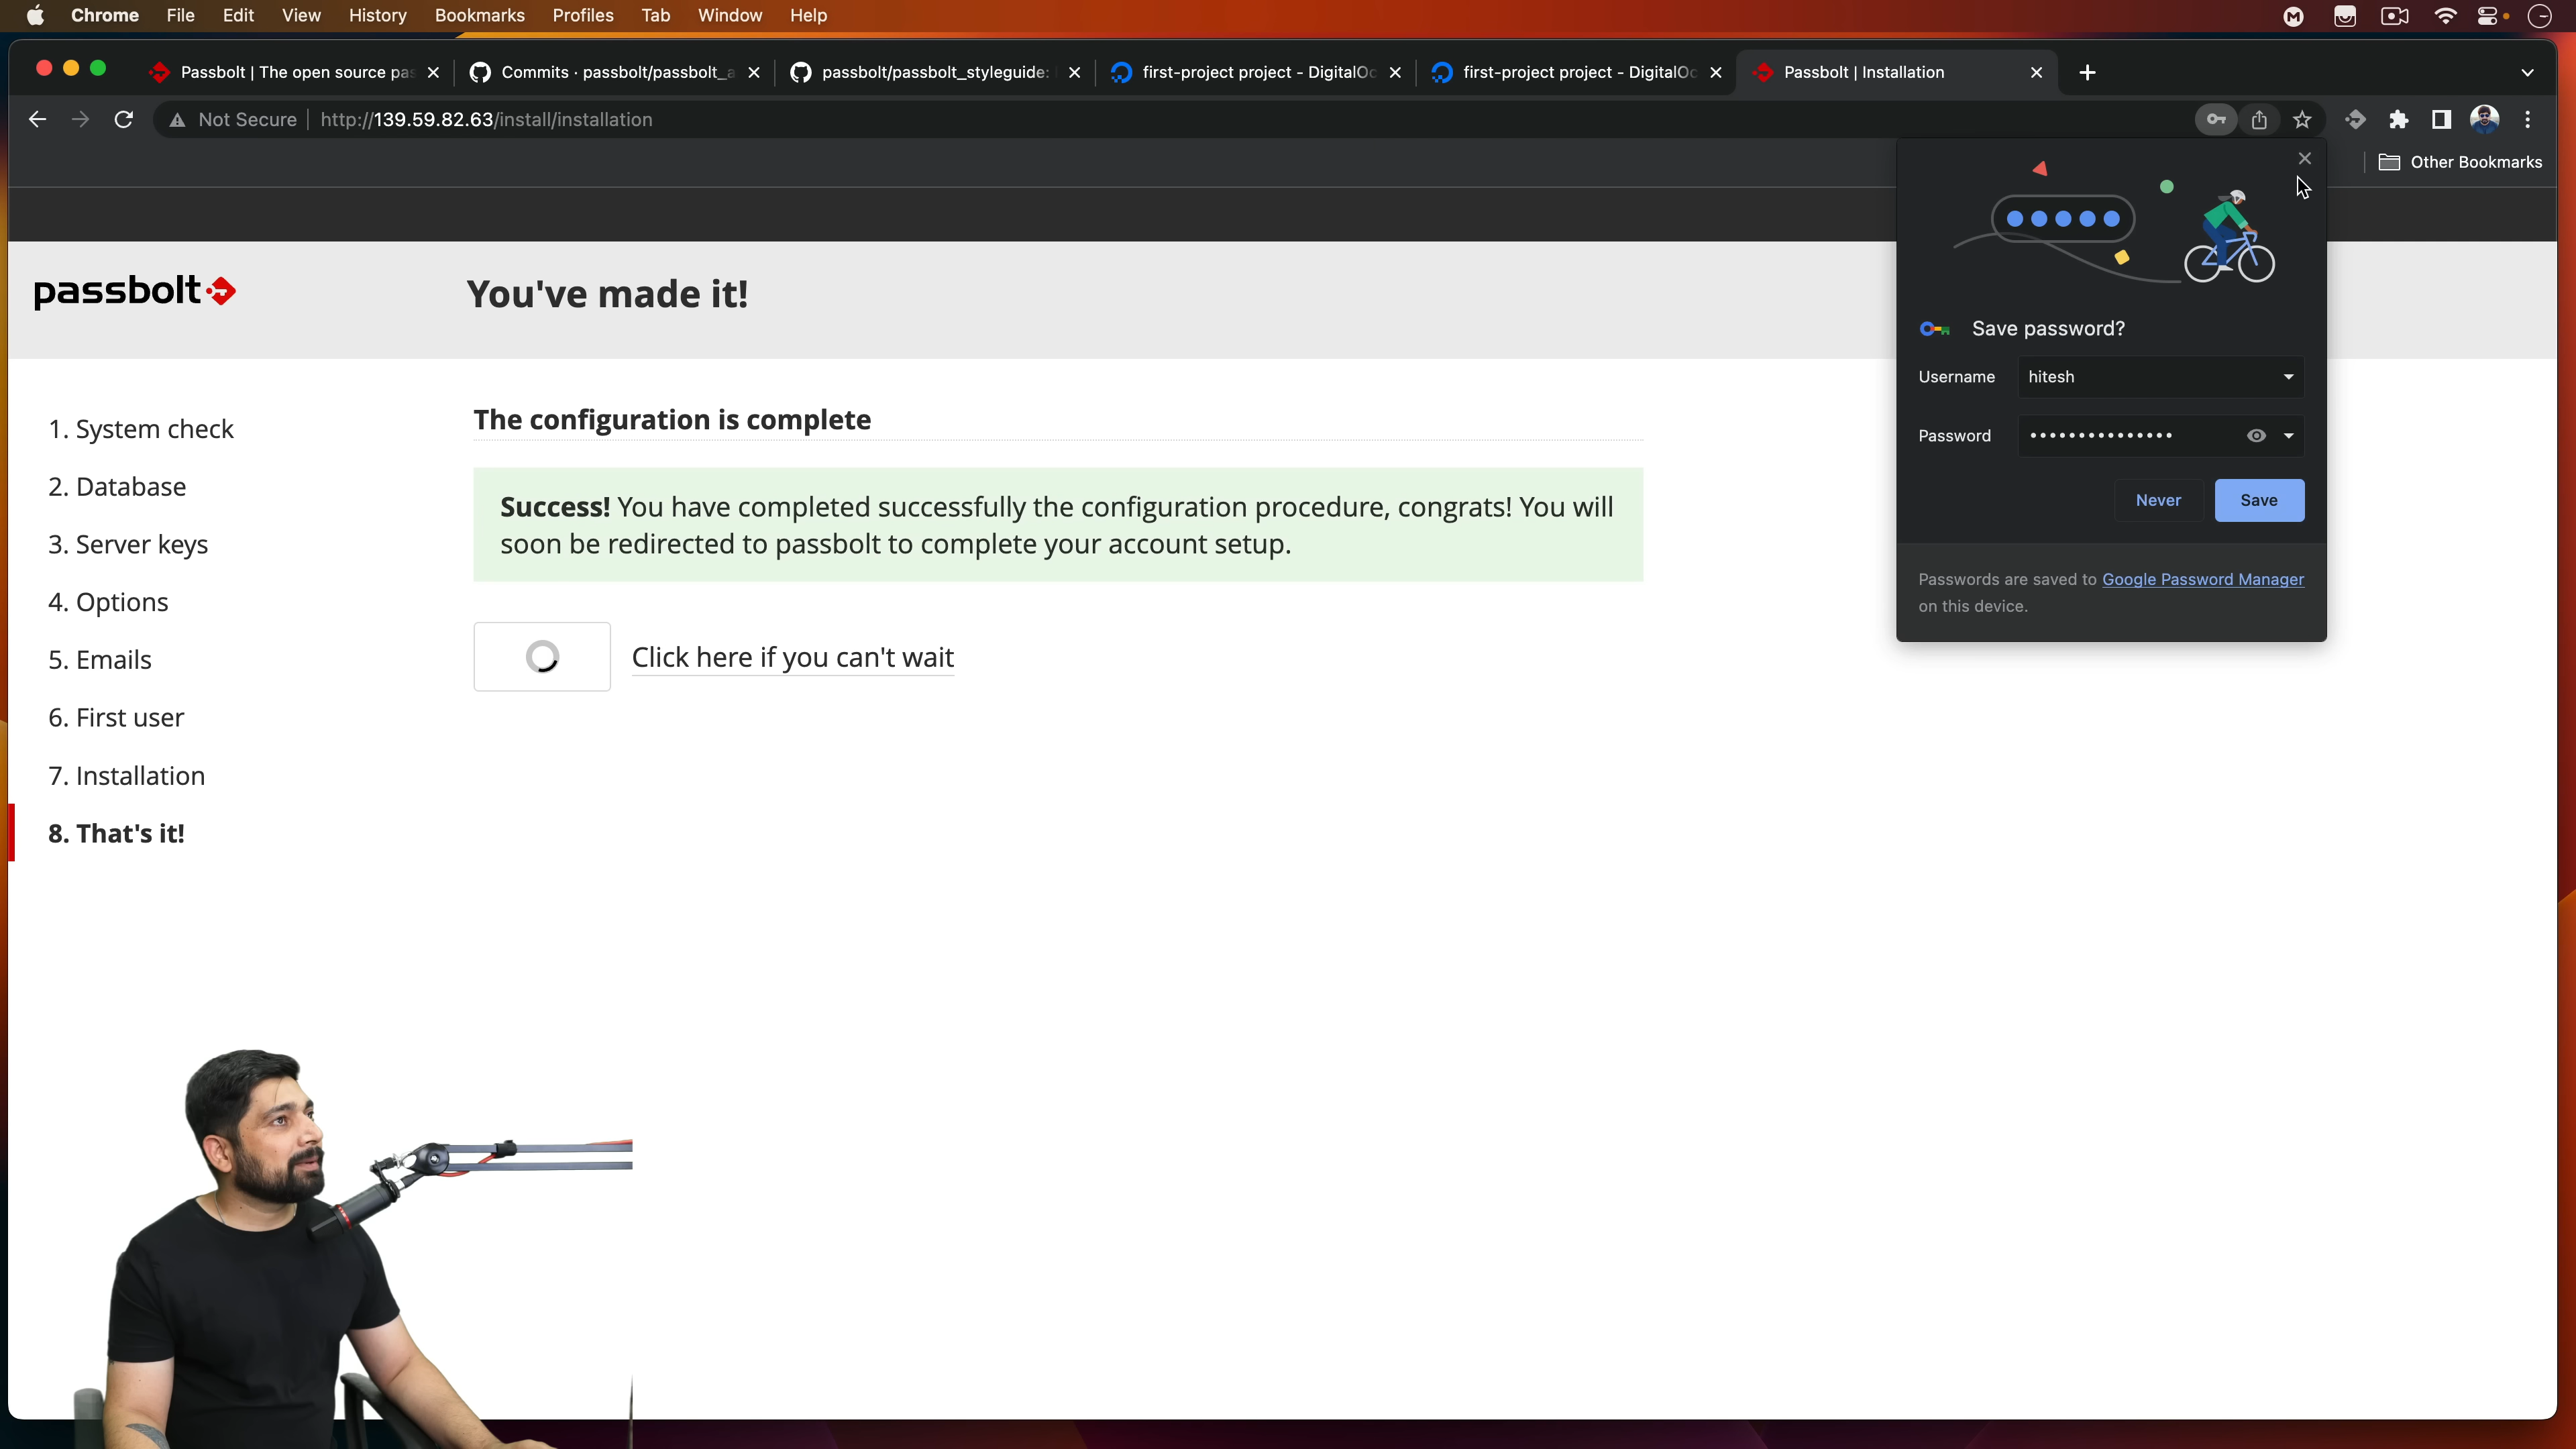 Chrome File Edit View History Bookmarks Profiles Tab Window Help
Passbolt | The open source pas
Commits · passbolt/passbolt_a
passbolt/passbolt_styleguide:
first-project project - DigitalOc
first-project project - DigitalOc
Passbolt | Installation
Not Secure http://139.59.82.63/install/installation
Other Bookmarks
passbolt
You've made it!
1. System check
2. Database
3. Server keys
4. Options
5. Emails
6. First user
7. Installation
8. That's it!
The configuration is complete
Success! You have completed successfully the configuration procedure, congrats! You will
soon be redirected to passbolt to complete your account setup.
Click here if you can't wait
Save password?
Username hitesh
Password •••••••••••••••
Never Save
Passwords are saved to Google Password Manager
on this device.